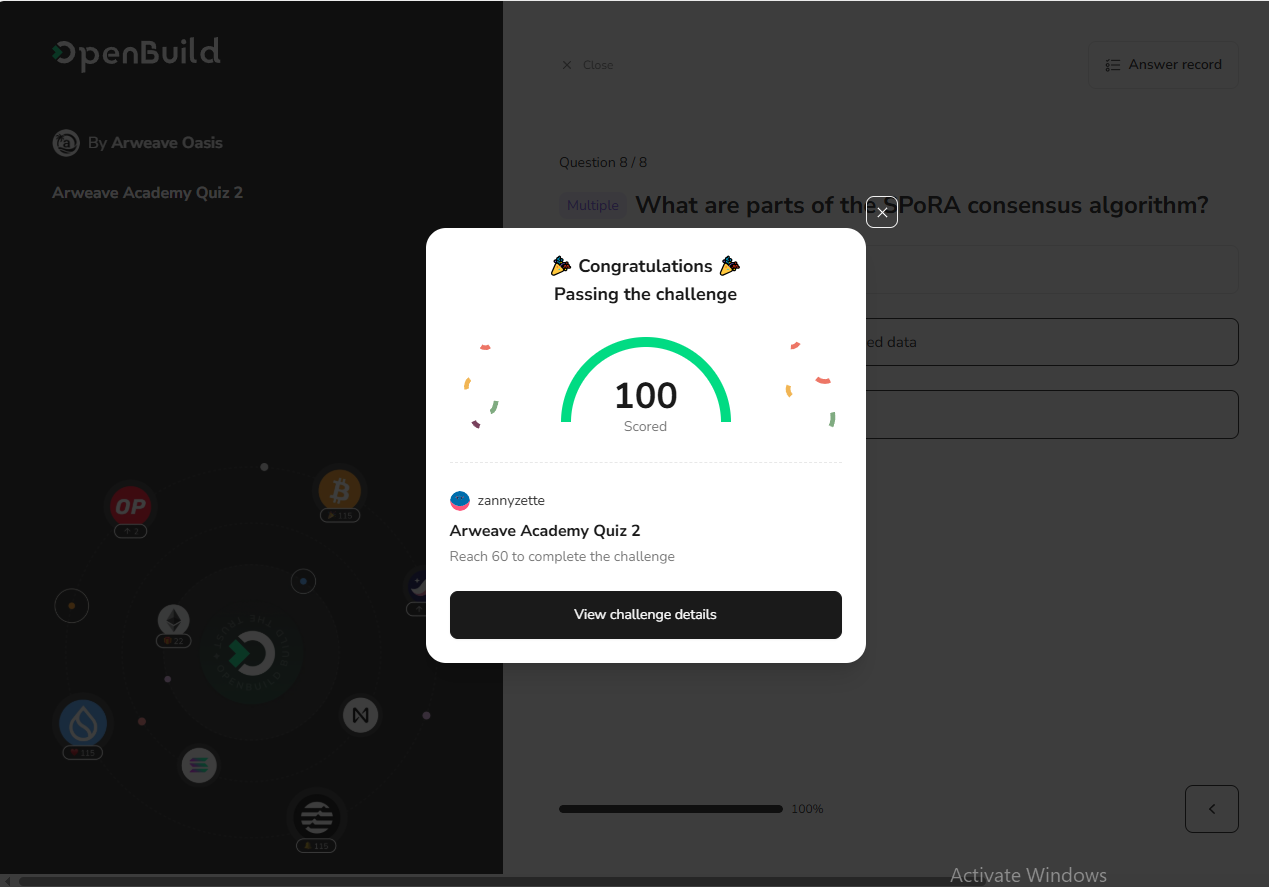 OpenBuild
Close
Answer record
By Arweave Oasis
Arweave Academy Quiz 2
Question 8 / 8
Multiple What are parts of the SPoRA consensus algorithm?
ed data
Congratulations
Passing the challenge
100
Scored
zannyzette
Arweave Academy Quiz 2
Reach 60 to complete the challenge
View challenge details
OP
2
115
22
115
115
100%
Activate Windows